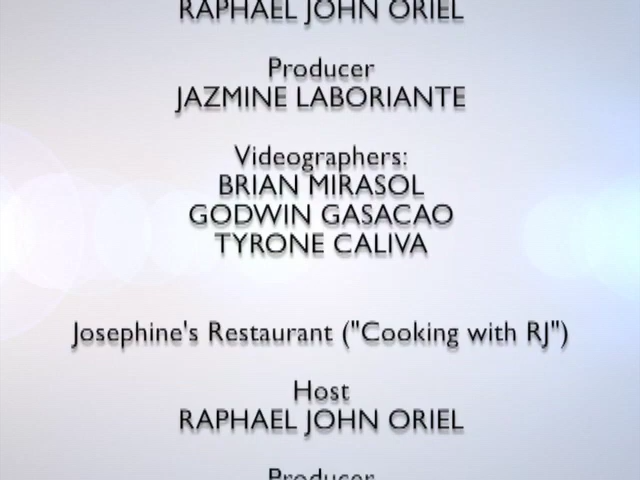 RAPHAEL JOHN ORIEL
Producer
JAZMINE LABORIANTE
Videographers:
BRIAN MIRASOL
GODWIN GASACAO
TYRONE CALIVA
Josephine's Restaurant ("Cooking with RJ")
Host
RAPHAEL JOHN ORIEL
Producer